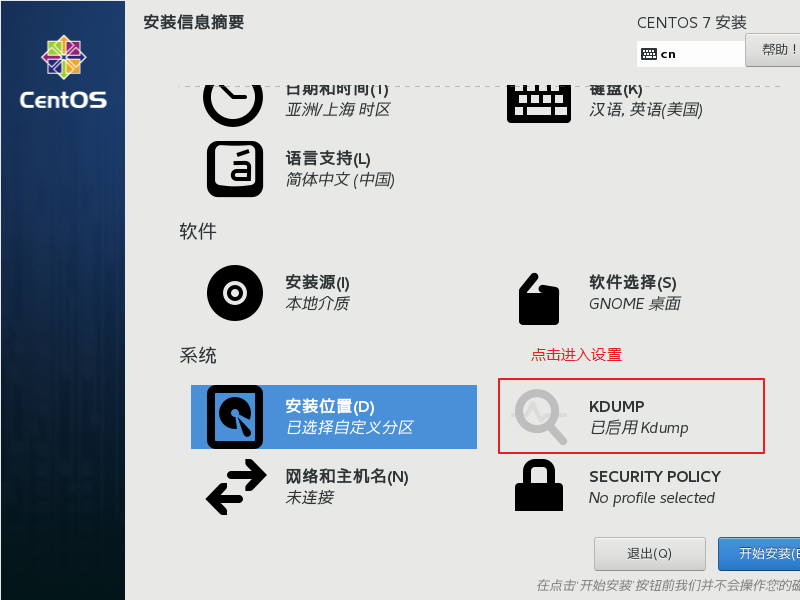 安装信息摘要
CENTOS 7 安装
cn
帮助！
CentOS
日期和时间(T)
亚洲/上海 时区
键盘(K)
汉语, 英语(美国)
语言支持(L)
简体中文 (中国)
软件
安装源(I)
本地介质
软件选择(S)
GNOME 桌面
系统
点击进入设置
安装位置(D)
已选择自定义分区
KDUMP
已启用 Kdump
网络和主机名(N)
未连接
SECURITY POLICY
No profile selected
退出(Q)
开始安装(B
在点击'开始安装'按钮前我们并不会操作您的磁